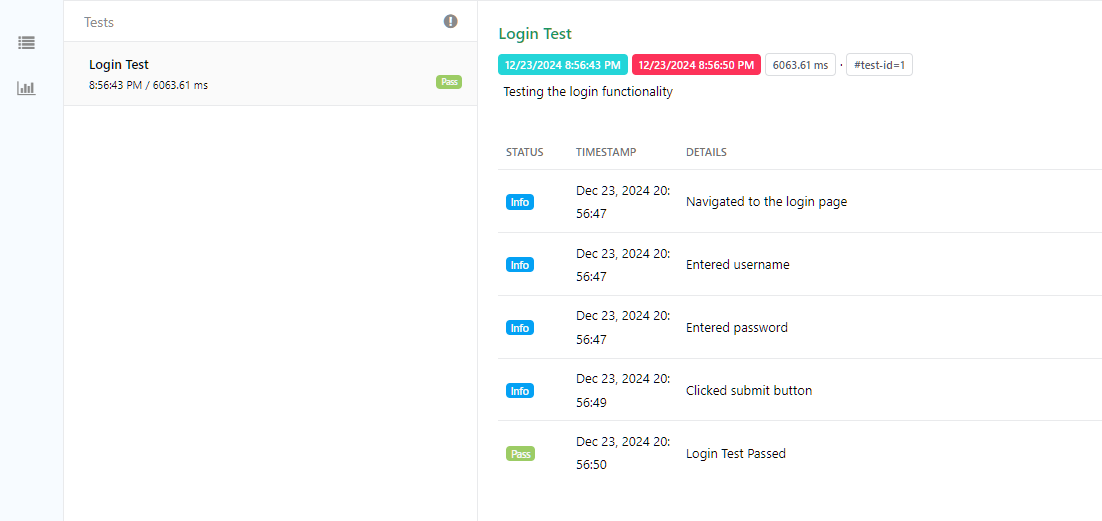 Tests
Login Test
8:56:43 PM / 6063.61 ms
Pass
Login Test
12/23/2024 8:56:43 PM 12/23/2024 8:56:50 PM 6063.61 ms · #test-id=1
Testing the login functionality
STATUS TIMESTAMP DETAILS
Info Dec 23, 2024 20:
56:47 Navigated to the login page
Info Dec 23, 2024 20:
56:47 Entered username
Info Dec 23, 2024 20:
56:47 Entered password
Info Dec 23, 2024 20:
56:49 Clicked submit button
Pass Dec 23, 2024 20:
56:50 Login Test Passed